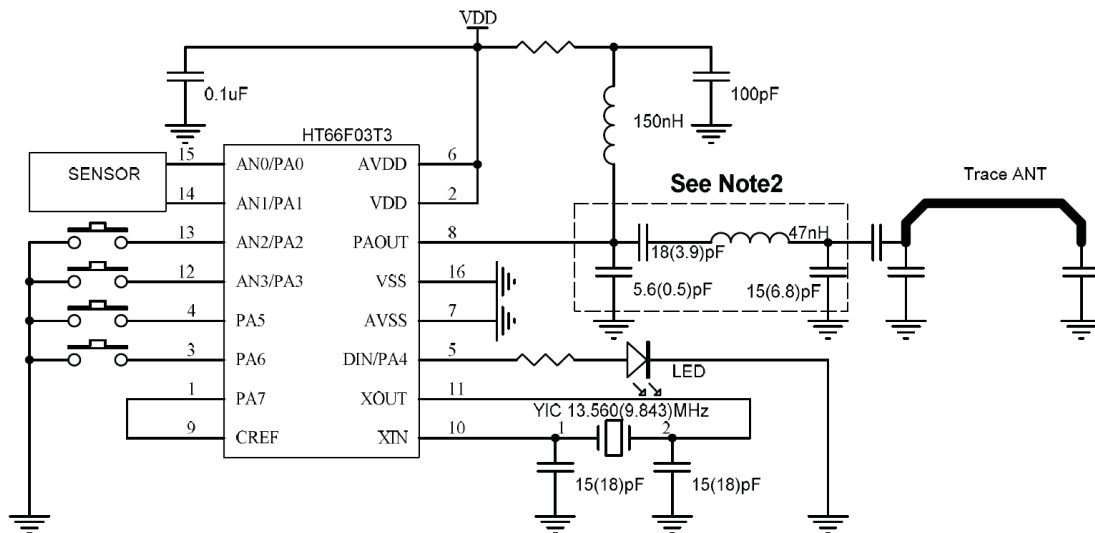 VDD
0.1uF
100pF
150nH
HT66F03T3
SENSOR
15 AN0/PA0 AVDD 6
14 AN1/PA1 VDD 2
13 AN2/PA2 PAOUT 8
12 AN3/PA3 VSS 16
4 PA5 AVSS 7
3 PA6 DIN/PA4 5
1 PA7 XOUT 11
9 CREF XIN 10
See Note2
Trace ANT
47nH
18(3.9)pF
5.6(0.5)pF
15(6.8)pF
LED
YIC 13.560(9.843)MHz
1 2
15(18)pF
15(18)pF